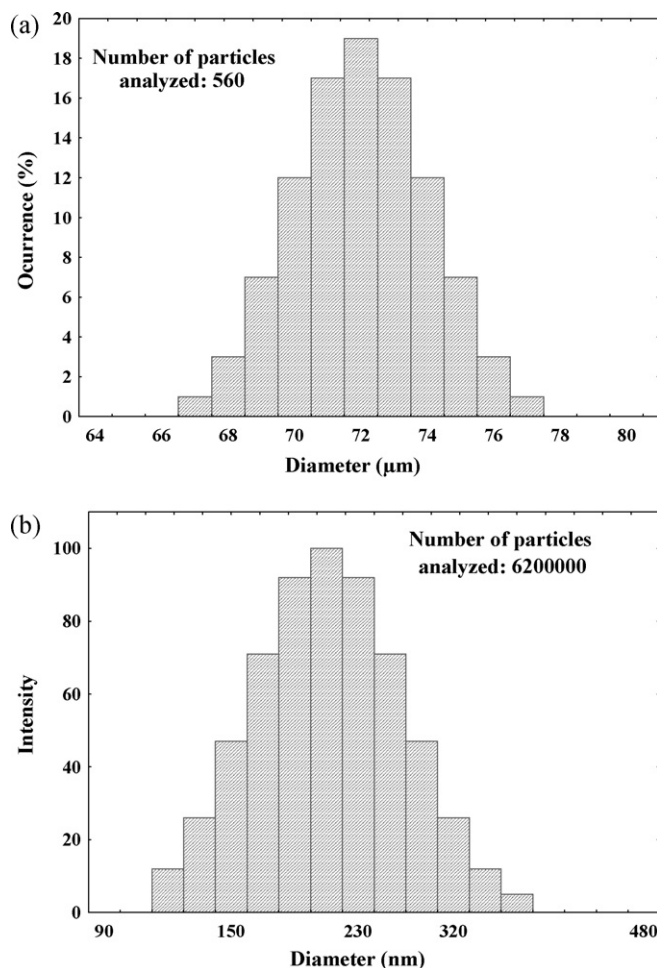 (a)
20
18
16
14
12
10
8
6
4
2
0
Number of particles
analyzed: 560
Ocurrence (%)
64 66 68 70 72 74 76 78 80
Diameter (µm)
(b)
100
80
60
40
20
0
Number of particles
analyzed: 6200000
Intensity
90 150 230 320 480
Diameter (nm)